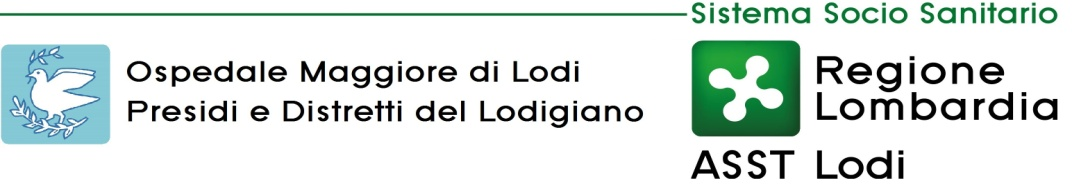 Sistema Socio Sanitario
Ospedale Maggiore di Lodi
Presidi e Distretti del Lodigiano
Regione
Lombardia
ASST Lodi